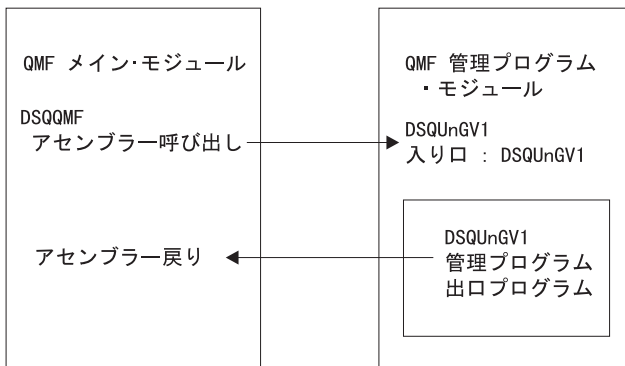 QMF メイン・モジュール
DSQQMF
アセンブラー呼び出し
アセンブラー戻り
QMF 管理プログラム
・モジュール
DSQUnGV1
入り口 : DSQUnGV1
DSQUnGV1
管理プログラム
出口プログラム